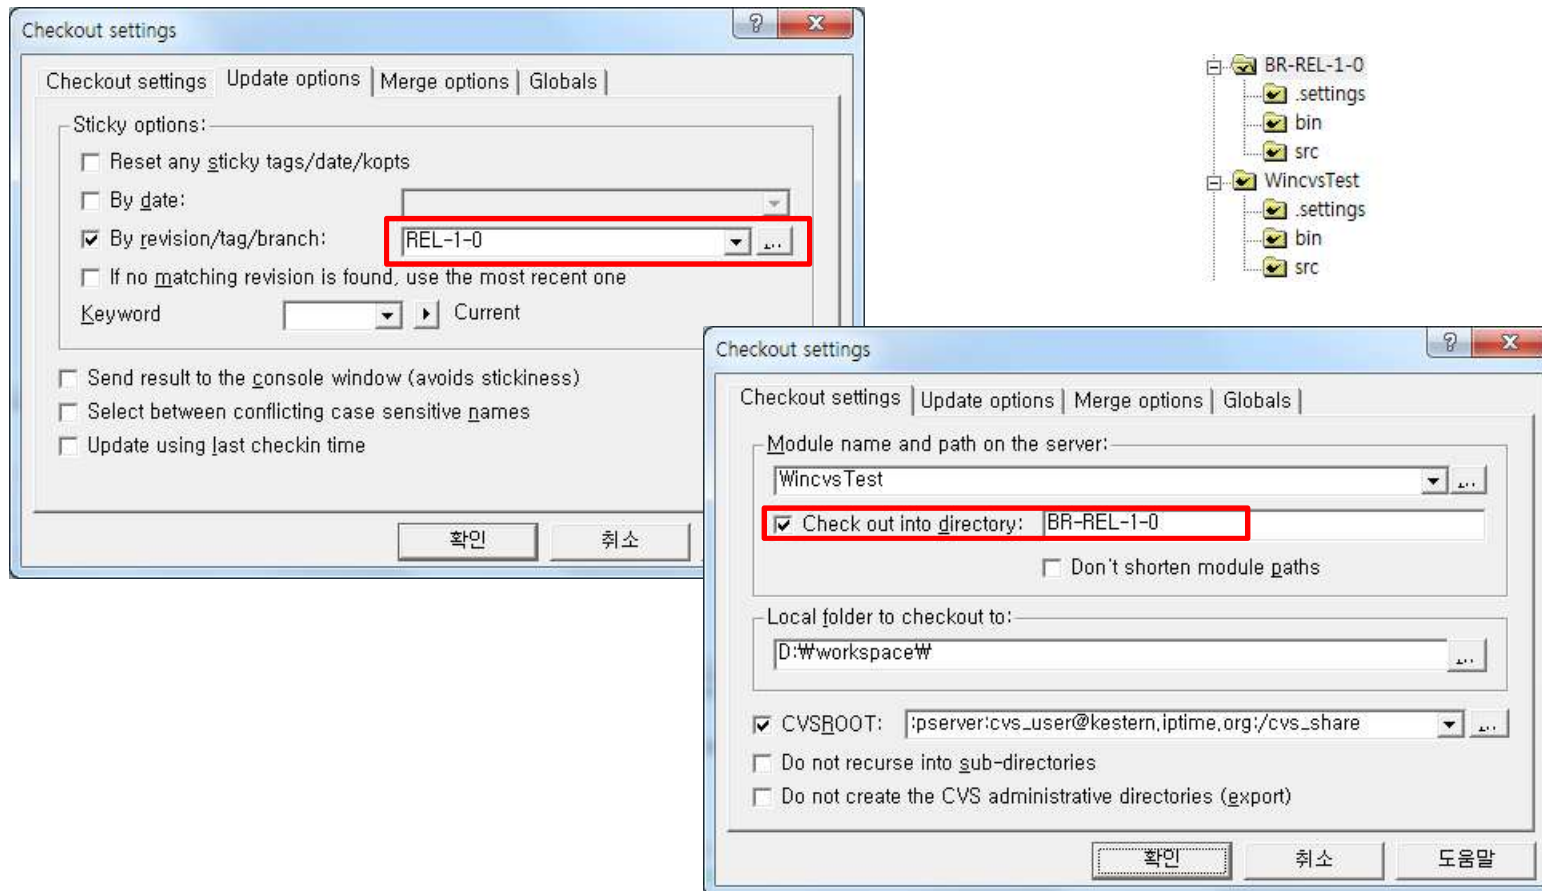 Checkout settings
Checkout settings Update options Merge options Globals
Sticky options:
Reset any sticky tags/date/kopts
By date:
By revision/tag/branch: REL-1-0 ...
If no matching revision is found, use the most recent one
Keyword Current
Send result to the console window (avoids stickiness)
Select between conflicting case sensitive names
Update using last checkin time
확인 취소
BR-REL-1-0
.settings
bin
src
WincvsTest
.settings
bin
src
Checkout settings
Checkout settings Update options Merge options Globals
Module name and path on the server:
WincvsTest ...
Check out into directory: BR-REL-1-0
Don't shorten module paths
Local folder to checkout to:
D:₩workspace₩ ...
CVSROOT: :pserver:cvs_user@kestern.iptime.org:/cvs_share ...
Do not recurse into sub-directories
Do not create the CVS administrative directories (export)
확인 취소 도움말